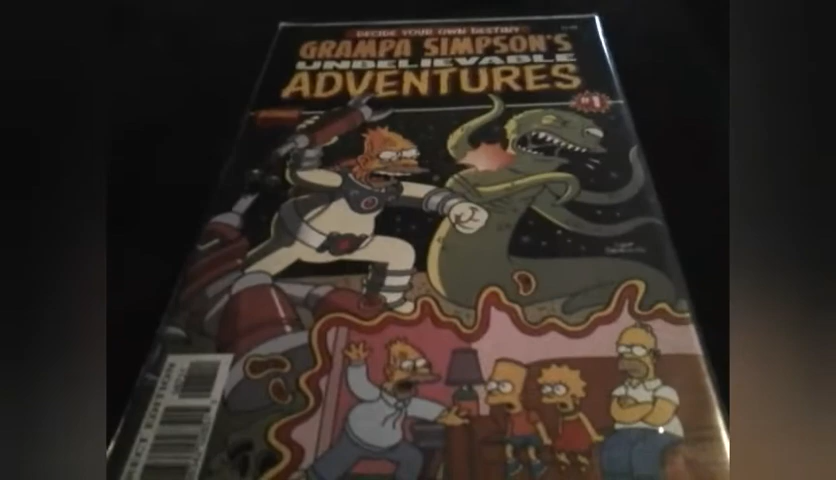 DECIDE YOUR OWN DESTINY
GRAMPA SIMPSON'S
UNBELIEVABLE
ADVENTURES
#1